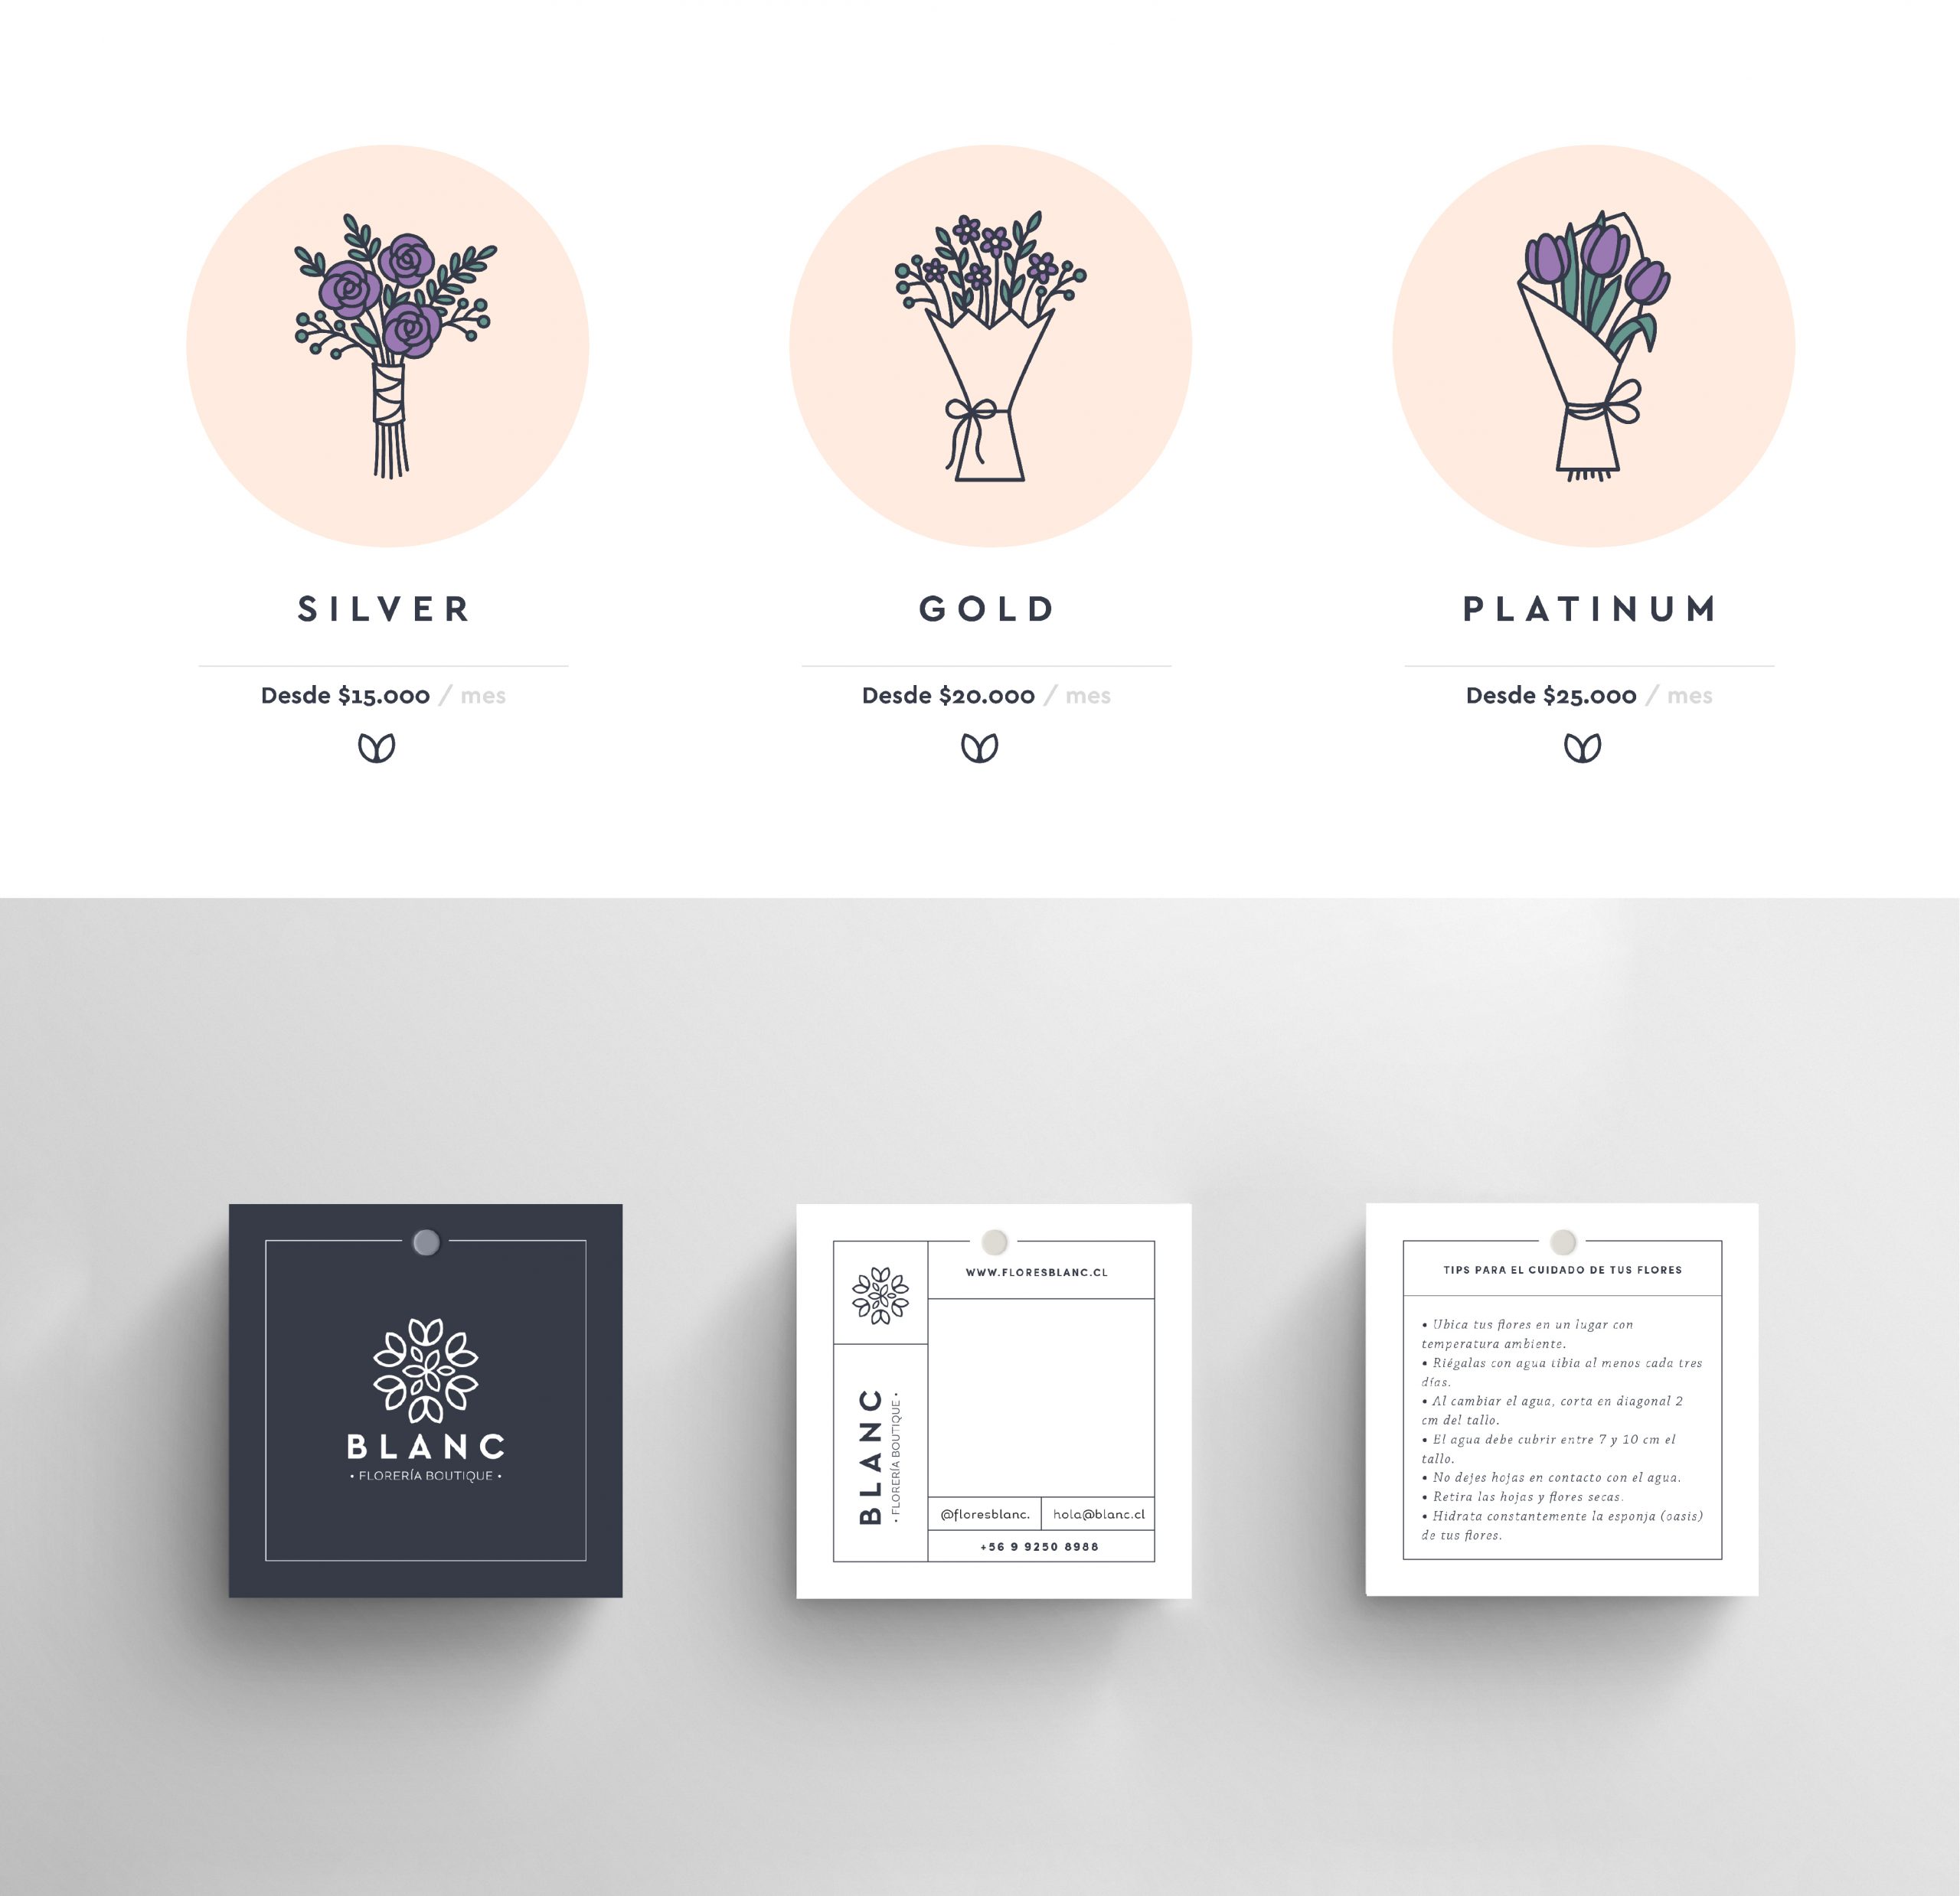 SILVER
Desde $15.000 / mes
GOLD
Desde $20.000 / mes
PLATINUM
Desde $25.000 / mes
BLANC
• FLORERÍA BOUTIQUE •
WWW.FLORESBLANC.CL
BLANC
• FLORERÍA BOUTIQUE •
@floresblanc.
hola@blanc.cl
+56 9 9250 8988
TIPS PARA EL CUIDADO DE TUS FLORES
• Ubica tus flores en un lugar con
temperatura ambiente.
• Riégalas con agua tibia al menos cada tres
días.
• Al cambiar el agua, corta en diagonal 2
cm del tallo.
• El agua debe cubrir entre 7 y 10 cm el
tallo.
• No dejes hojas en contacto con el agua.
• Retira las hojas y flores secas.
• Hidrata constantemente la esponja (oasis)
de tus flores.